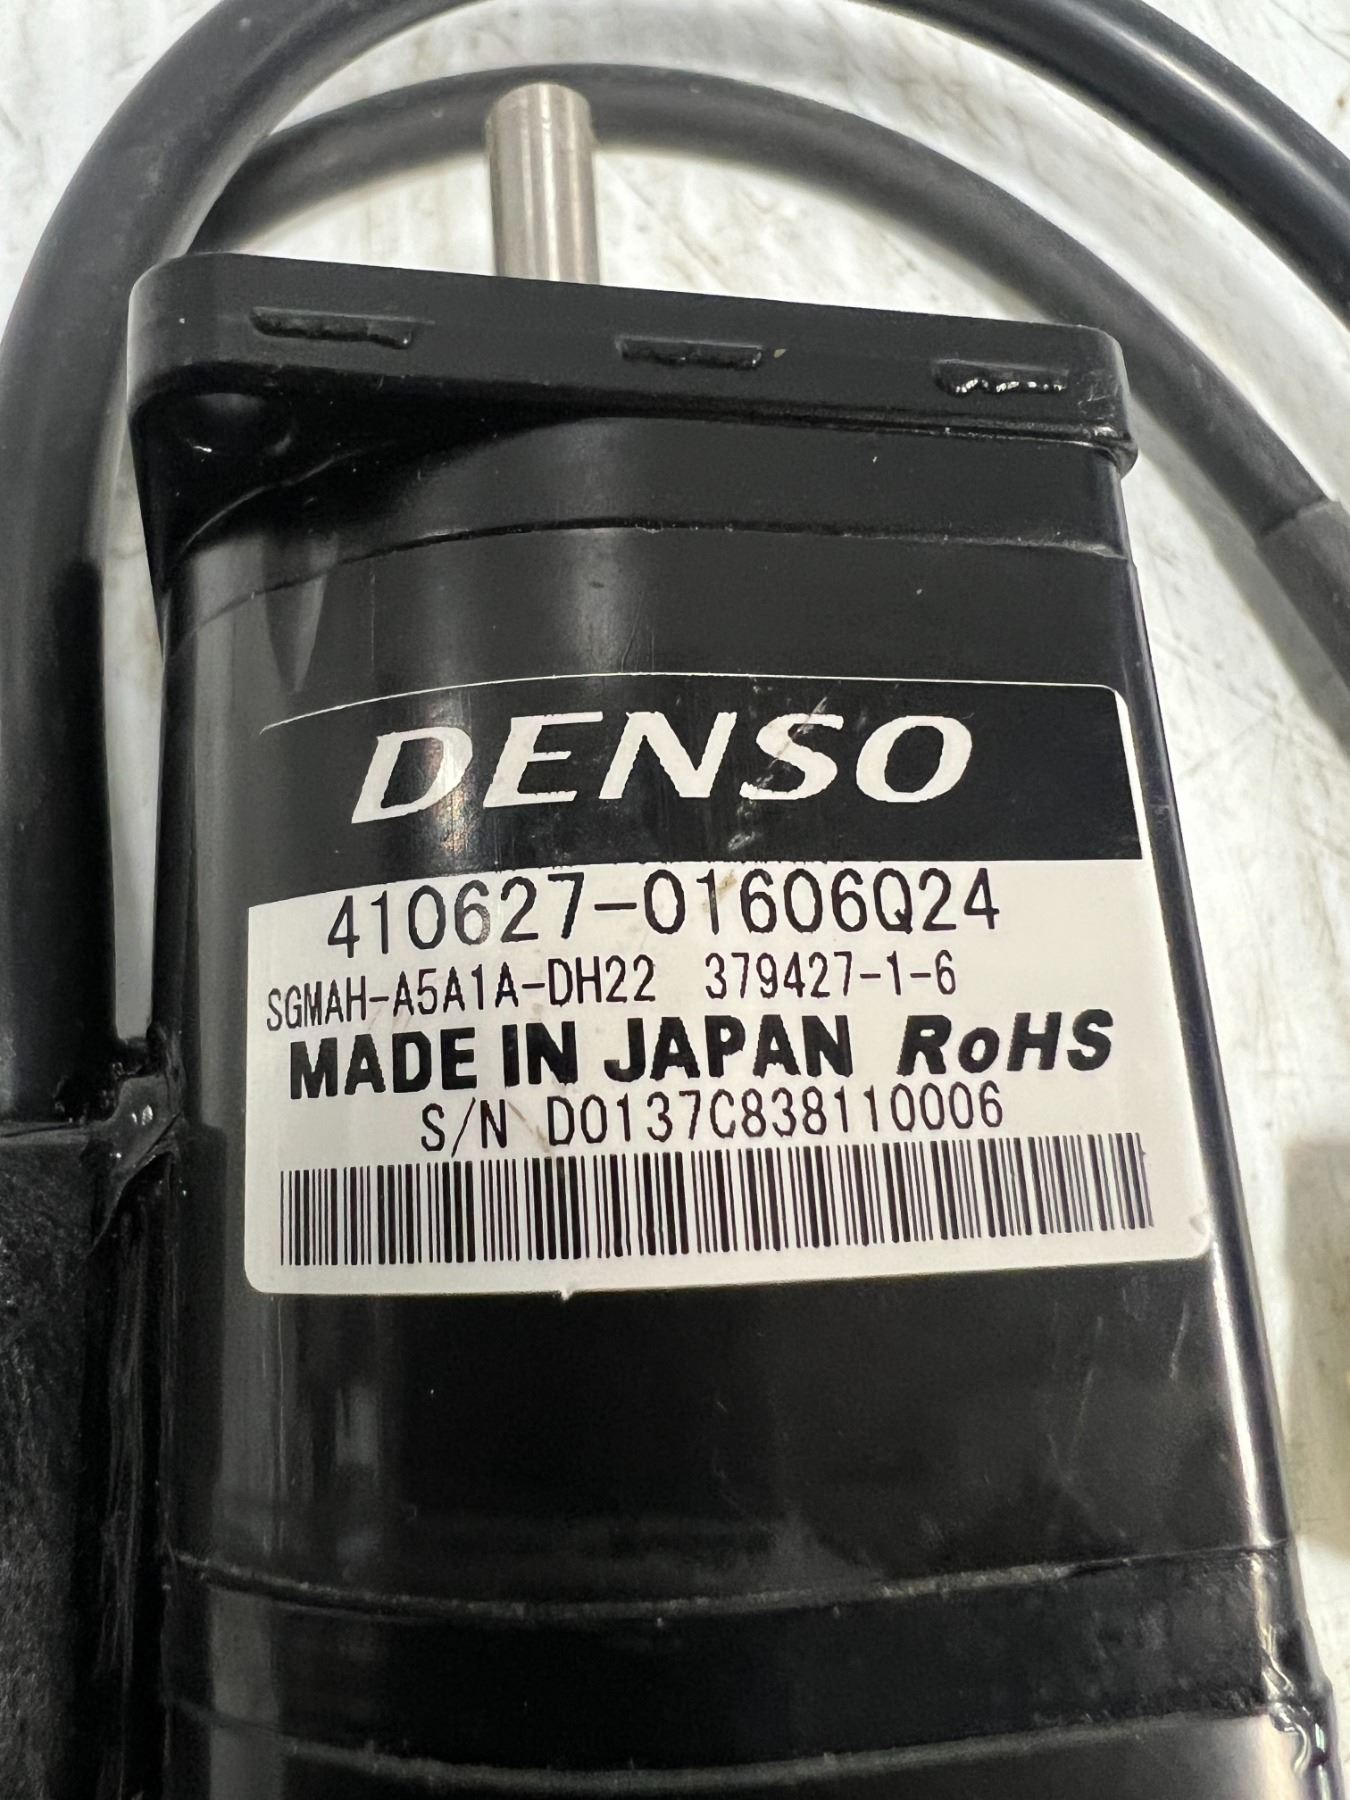 DENSO
410627-01606Q24
SGMAH-A5A1A-DH22 379427-1-6
MADE IN JAPAN RoHS
S/N D0137C838110006